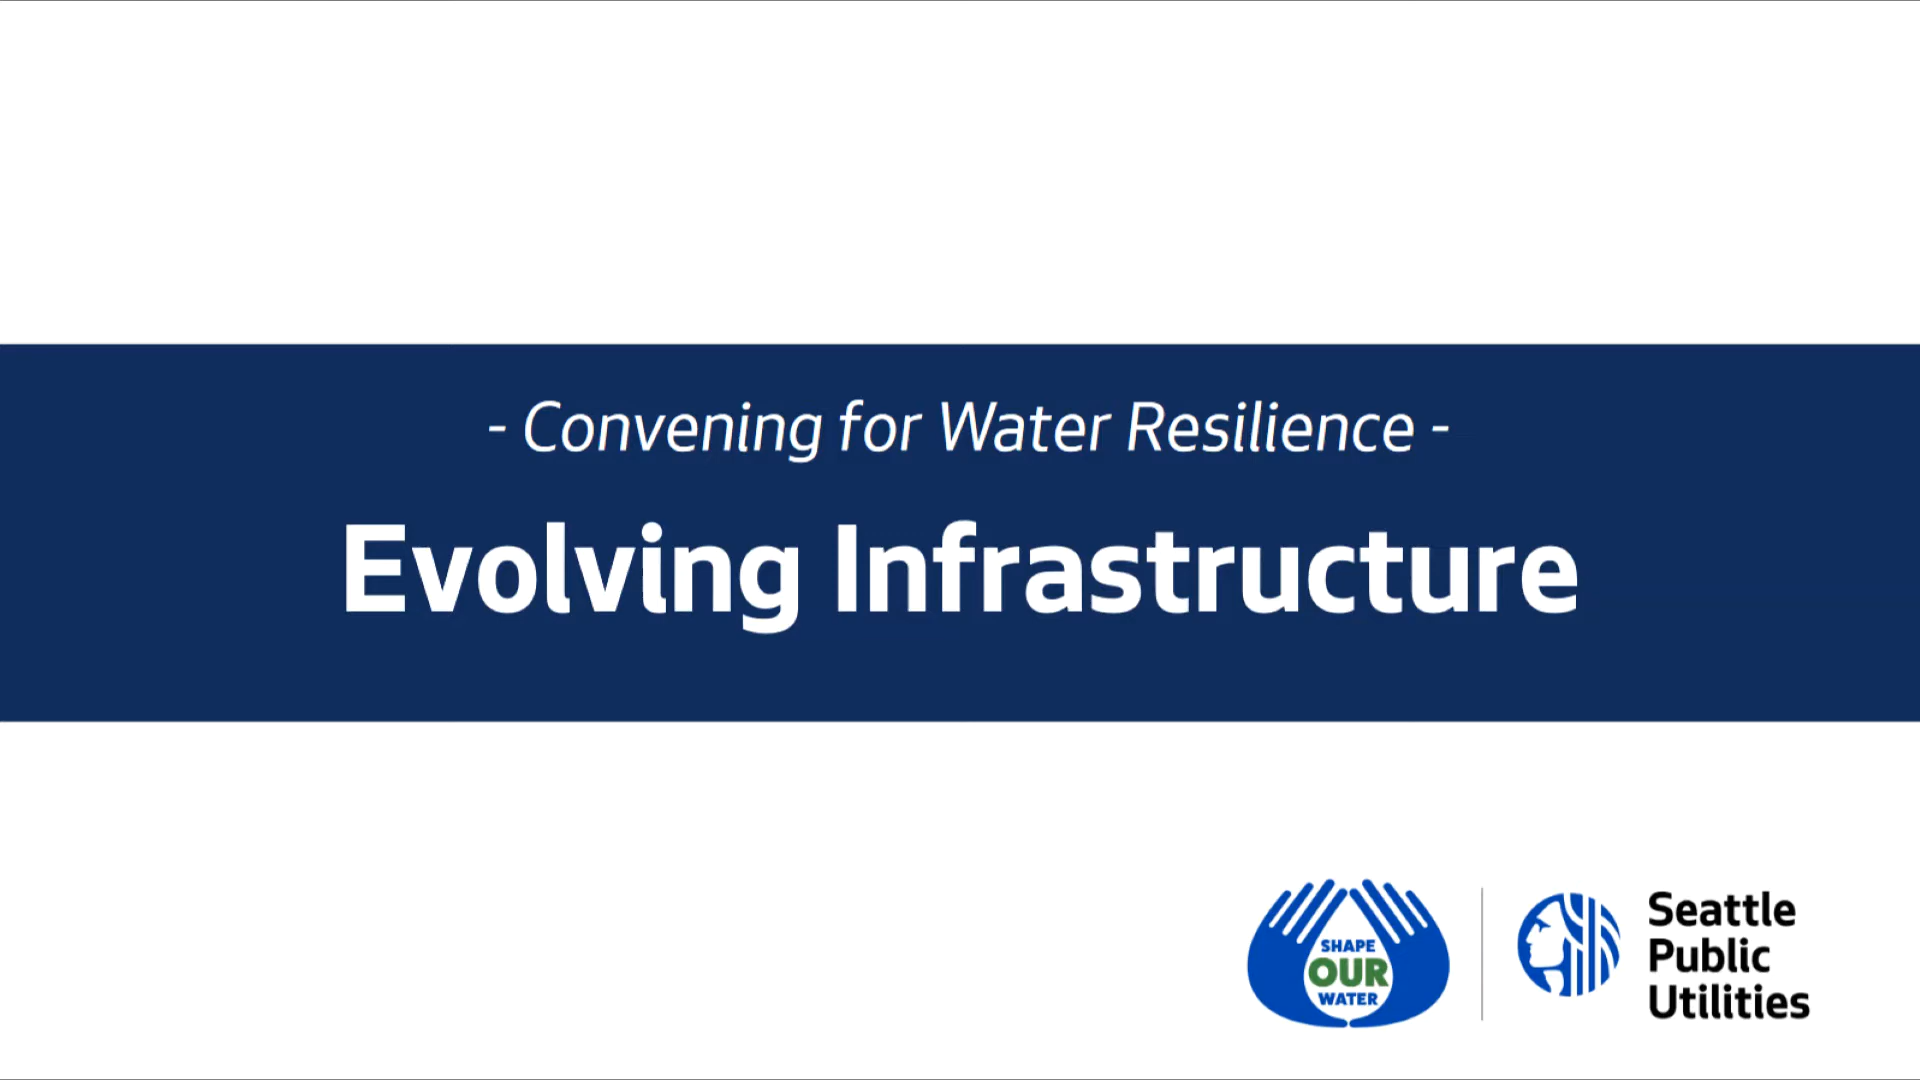 - Convening for Water Resilience -
Evolving Infrastructure
SHAPE
OUR
WATER
Seattle
Public
Utilities